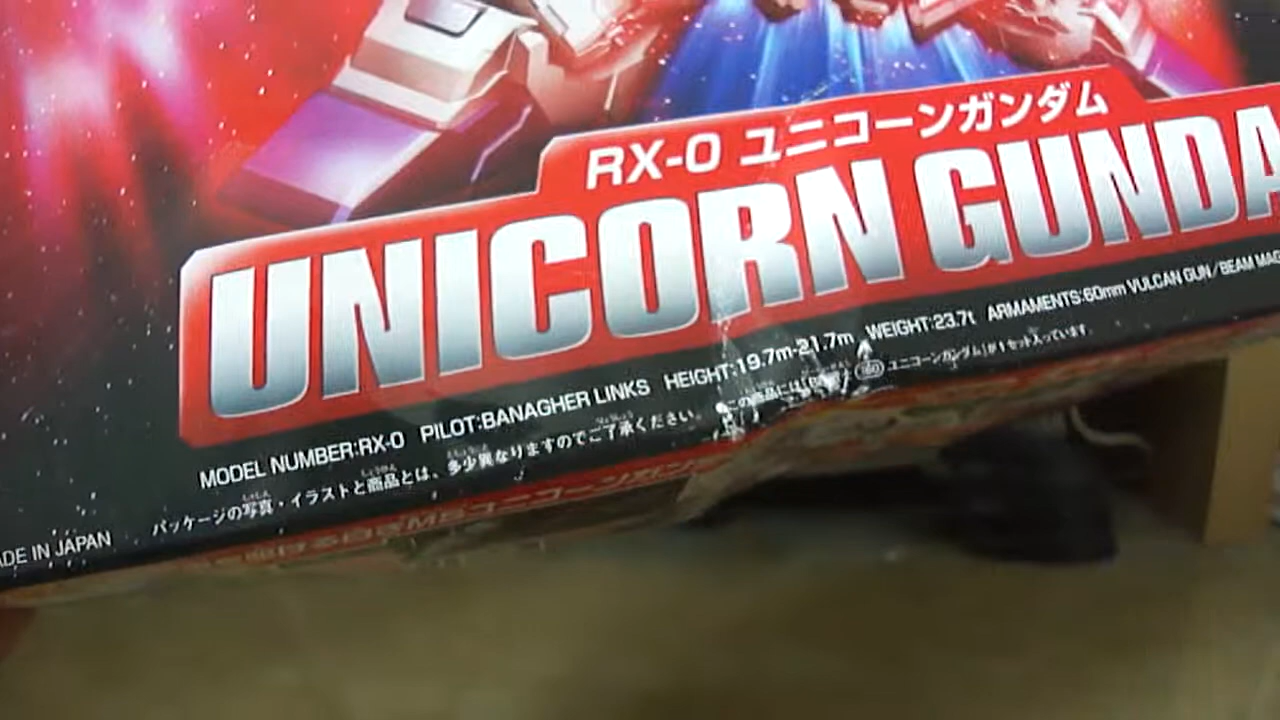 RX-0 ユニコーンガンダム
UNICORN GUNDA
MODEL NUMBER:RX-0 PILOT:BANAGHER LINKS HEIGHT:19.7m-21.7m WEIGHT:23.7t ARMAMENTS:60mm VULCAN GUN/BEAM MAG
パッケージの写真・イラストと商品とは、多少異なりますのでご了承ください。 この商品には ユニコーンガンダム」が1セット入っています。
ADE IN JAPAN